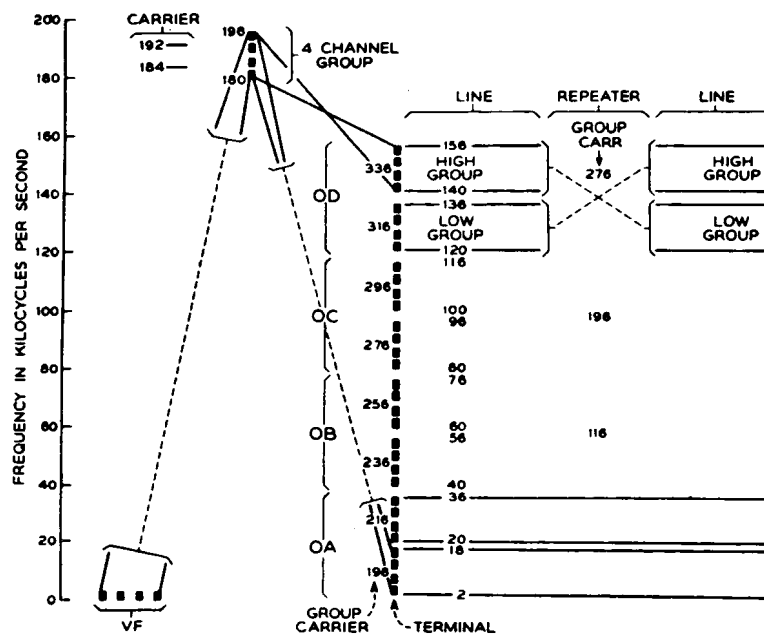 FREQUENCY IN KILOCYCLES PER SECOND
200
180
160
140
120
100
80
60
40
20
0
CARRIER
192
184
196
180
4 CHANNEL
GROUP
LINE
REPEATER
LINE
GROUP
CARR
276
196
116
156
HIGH
GROUP
140
136
LOW
GROUP
120
116
100
96
80
76
60
56
40
36
20
18
2
HIGH
GROUP
LOW
GROUP
OD
OC
OB
OA
336
316
296
276
256
236
216
196
VF
GROUP
CARRIER
TERMINAL